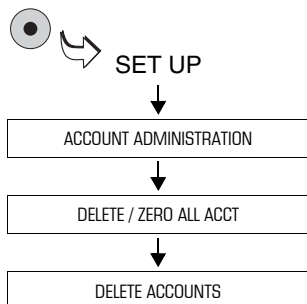 SET UP
ACCOUNT ADMINISTRATION
DELETE / ZERO ALL ACCT
DELETE ACCOUNTS